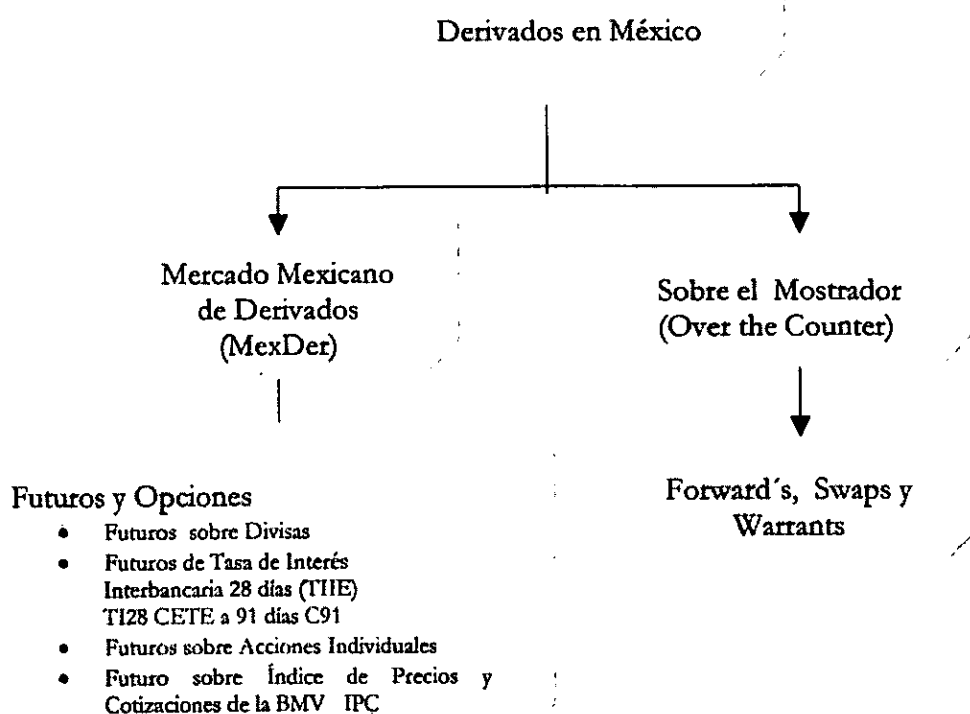 Derivados en México
Mercado Mexicano
de Derivados
(MexDer)
Sobre el Mostrador
(Over the Counter)
Futuros y Opciones
• Futuros sobre Divisas
• Futuros de Tasa de Interés
Interbancaria 28 días (TIIE)
TI28 CETE a 91 días C91
• Futuros sobre Acciones Individuales
• Futuro sobre Índice de Precios y
Cotizaciones de la BMV IPC
Forward´s, Swaps y
Warrants